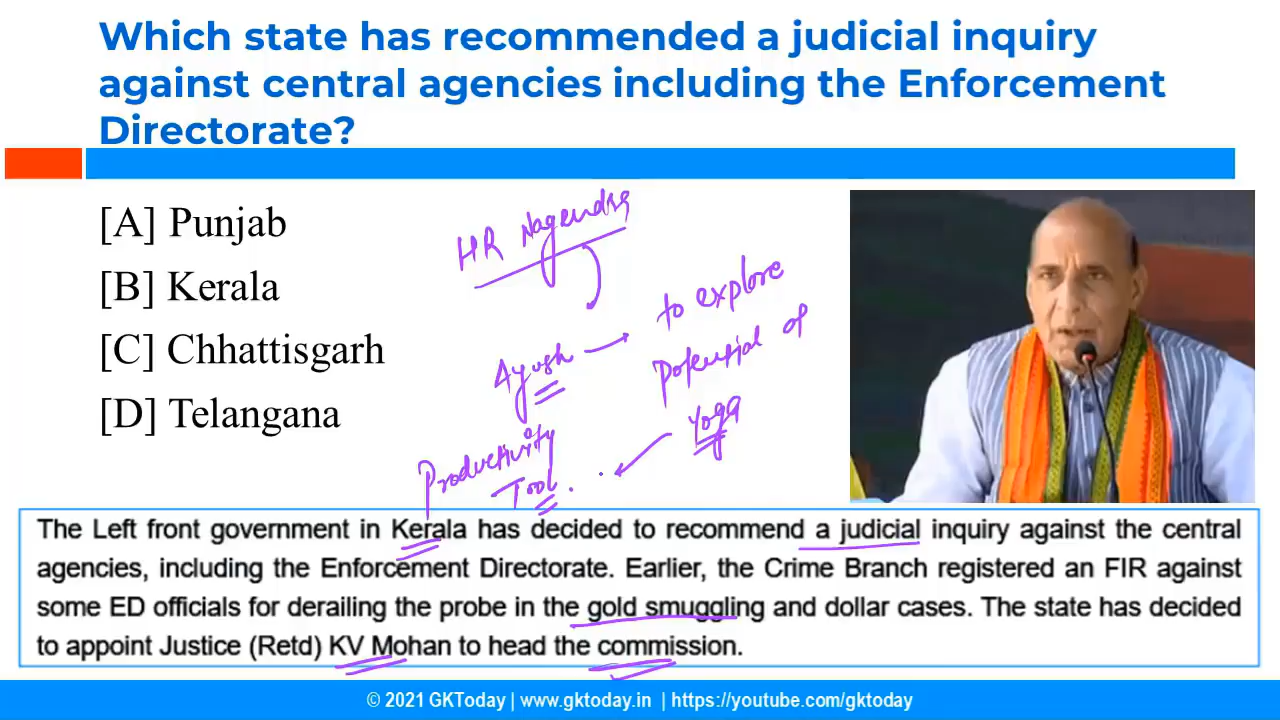 Which state has recommended a judicial inquiry
against central agencies including the Enforcement
Directorate?
[A] Punjab
[B] Kerala
[C] Chhattisgarh
[D] Telangana
HR Nagendra
to explore
Potential of
Ayush
Yoga
Productivity
Tool.
The Left front government in Kerala has decided to recommend a judicial inquiry against the central
agencies, including the Enforcement Directorate. Earlier, the Crime Branch registered an FIR against
some ED officials for derailing the probe in the gold smuggling and dollar cases. The state has decided
to appoint Justice (Retd) KV Mohan to head the commission.
© 2021 GKToday | www.gktoday.in | https://youtube.com/gktoday